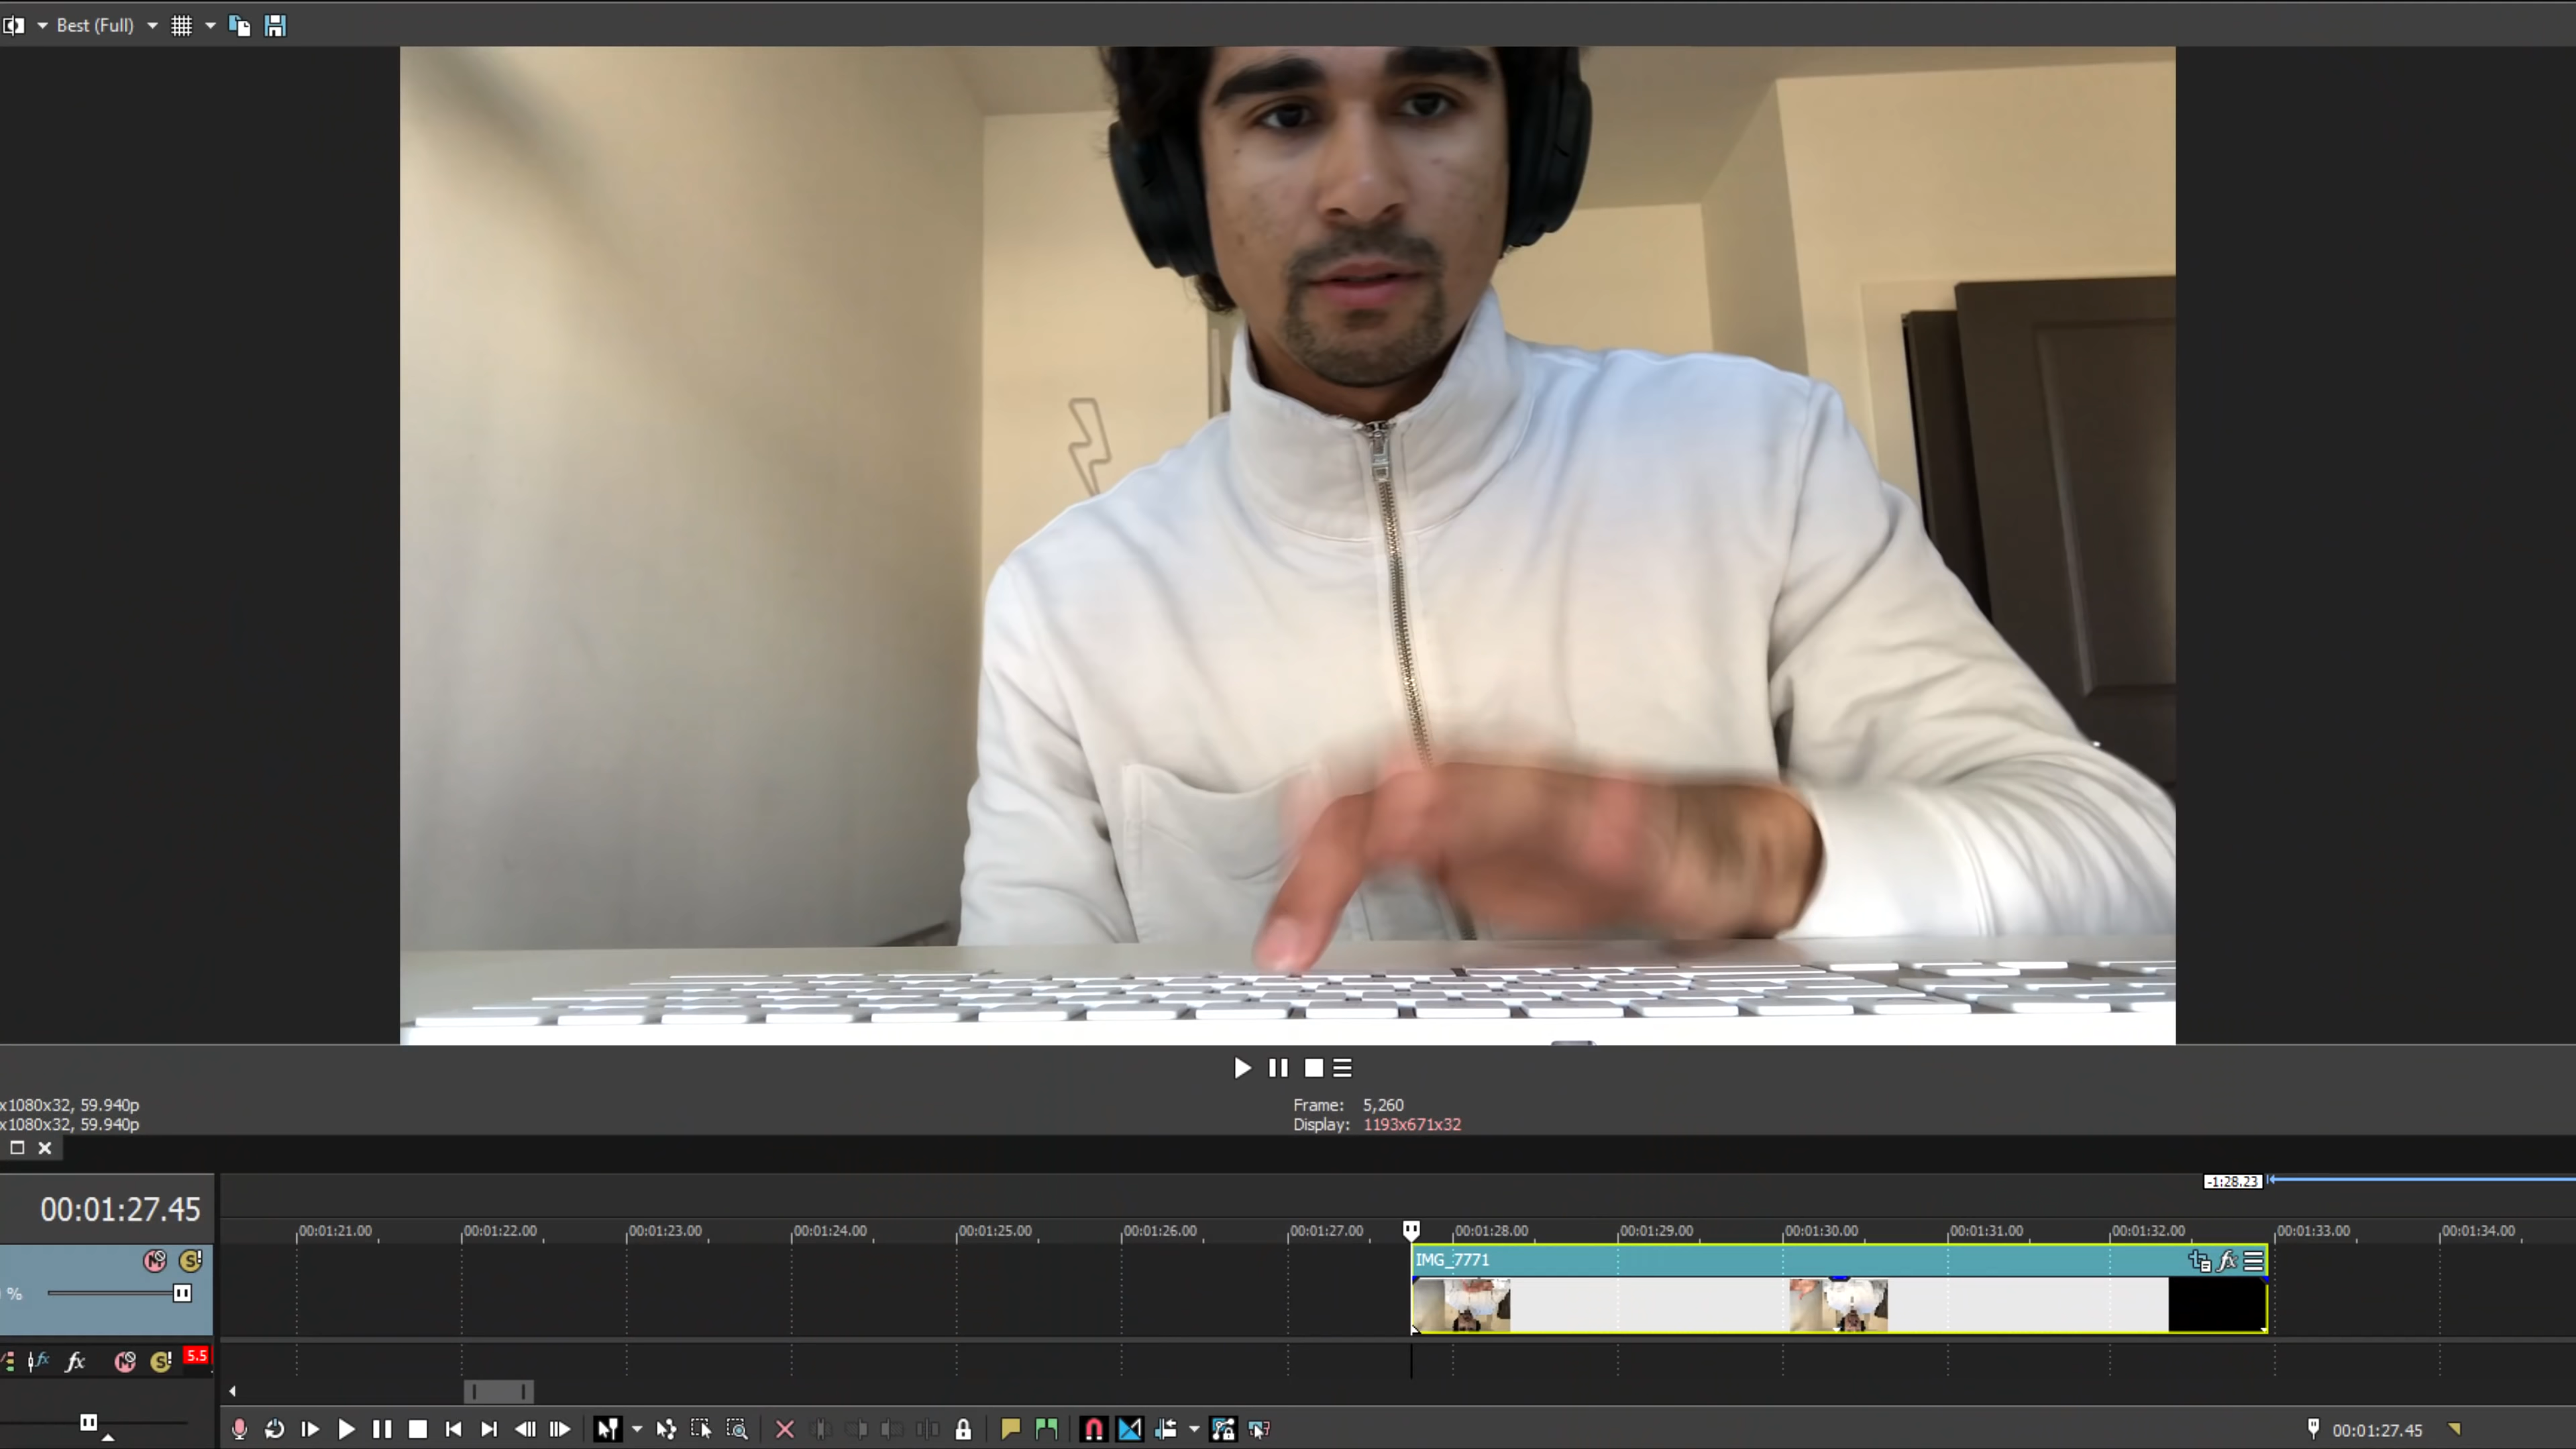 Best (Full)
x1080x32, 59.940p
x1080x32, 59.940p
Frame: 5,260
Display: 1193x671x32
-1:28.23
00:01:27.45
00:01:21.00 00:01:22.00 00:01:23.00 00:01:24.00 00:01:25.00 00:01:26.00 00:01:27.00 00:01:28.00 00:01:29.00 00:01:30.00 00:01:31.00 00:01:32.00 00:01:33.00 00:01:34.00
IMG_7771
%
5.5
00:01:27.45